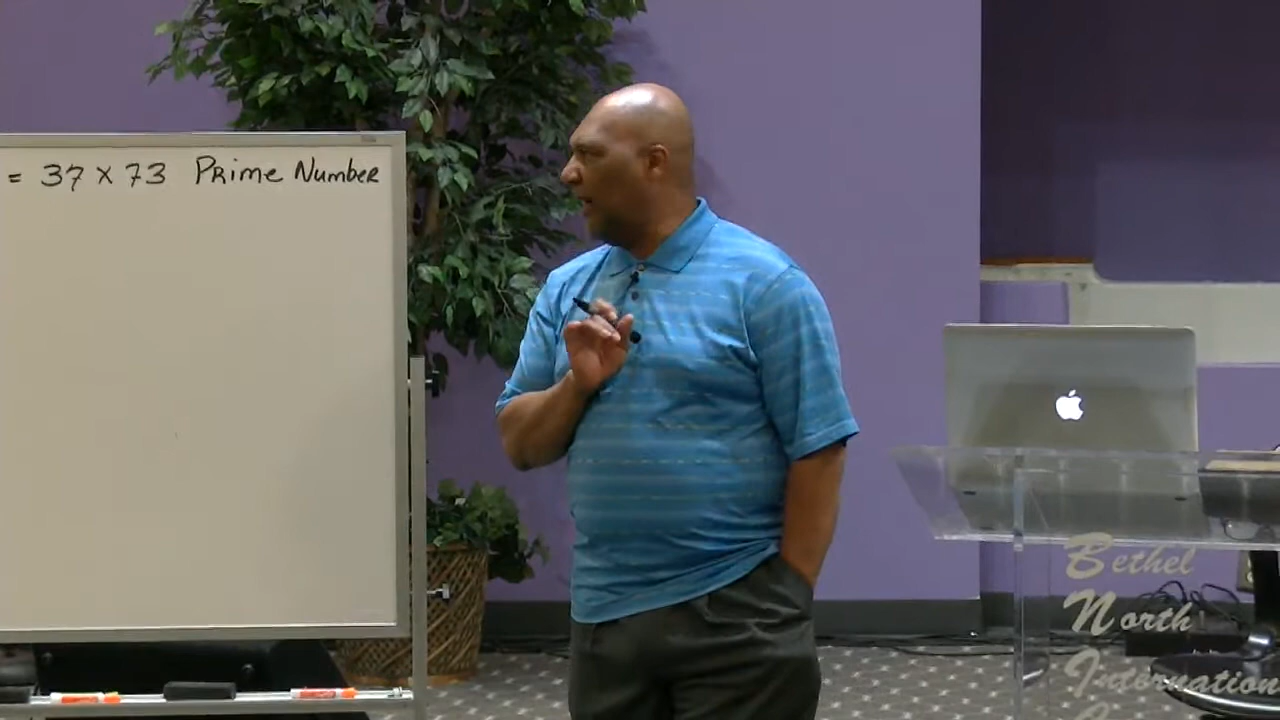 = 37 x 73 Prime Number
Bethel
North
International